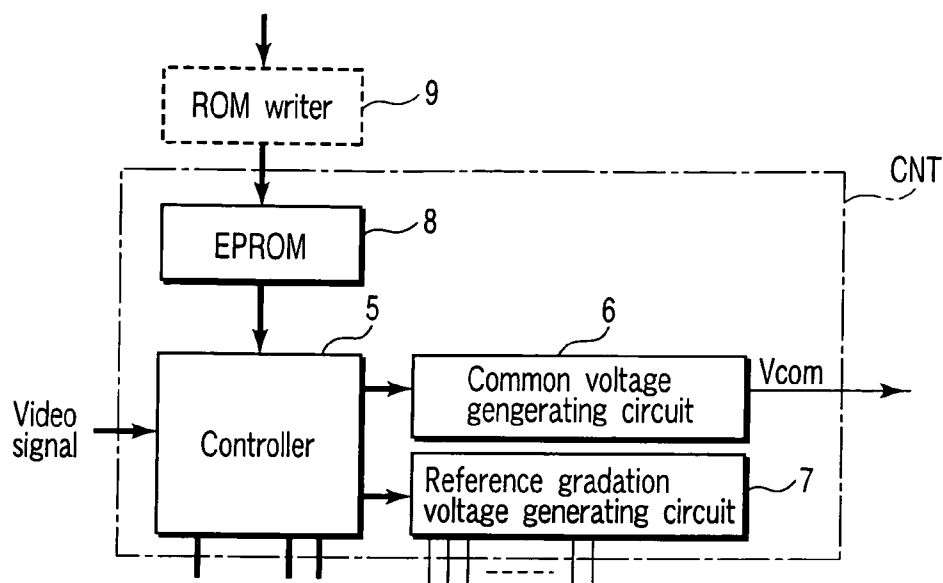 ROM writer
9
CNT
EPROM
8
5
6
Common voltage
gengerating circuit
Vcom
Video
signal
Controller
Reference gradation
voltage generating circuit
7